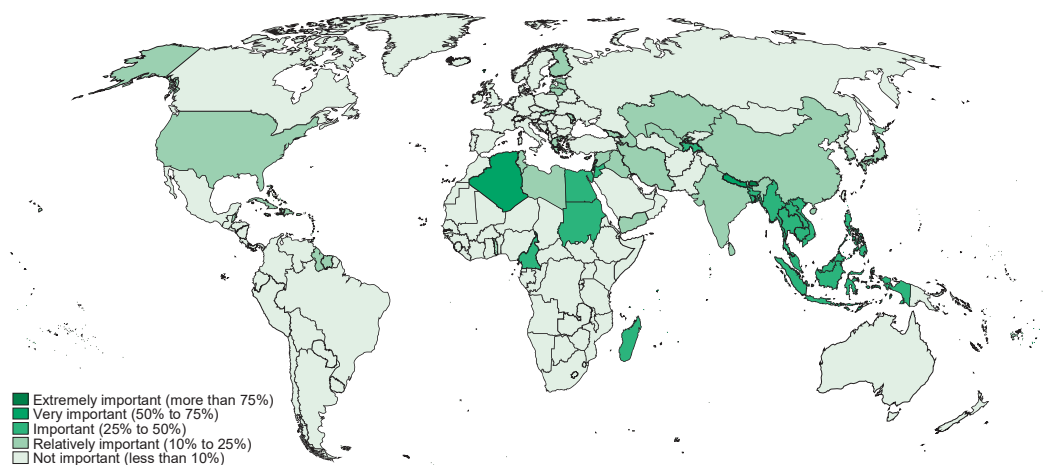 Extremely important (more than 75%)
Very important (50% to 75%)
Important (25% to 50%)
Relatively important (10% to 25%)
Not important (less than 10%)